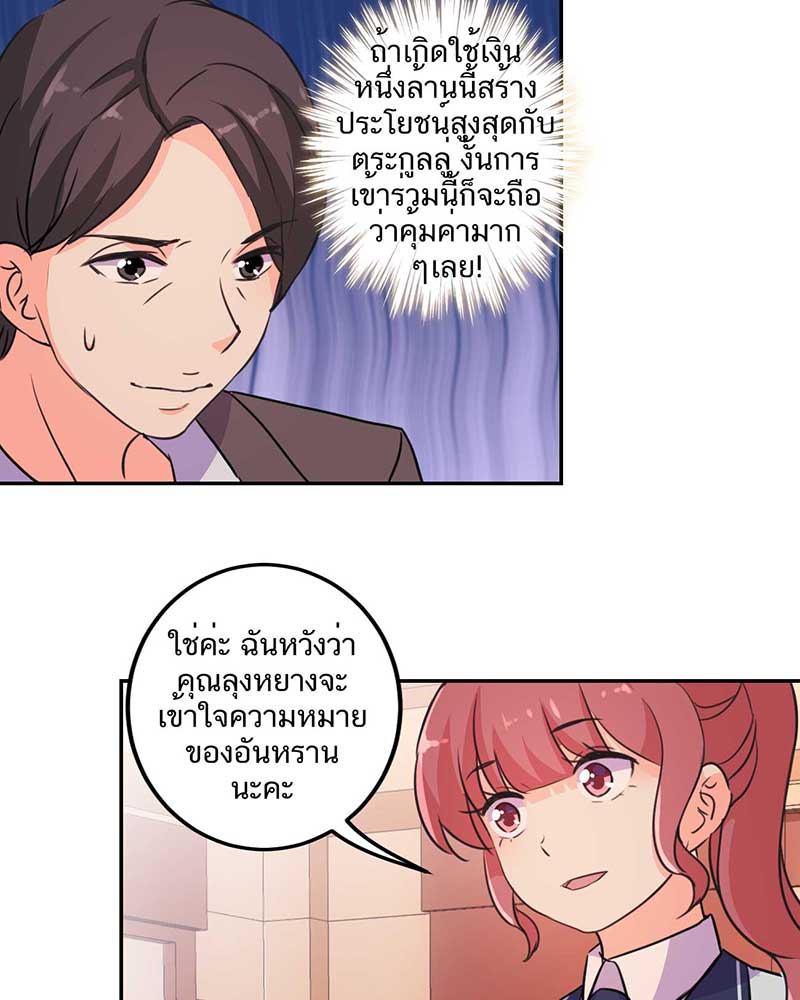 ถ้าเกิดใช้เงิน
หนึ่งล้านนี้สร้าง
ประโยชน์สูงสุดกับ
ตระกูลลู่ งั้นการ
เข้าร่วมนี้ก็จะถือ
ว่าคุ้มค่ามาก
ๆเลย!
ใช่ค่ะ ฉันหวังว่า
คุณลุงหยางจะ
เข้าใจความหมาย
ของอันหราน
นะคะ